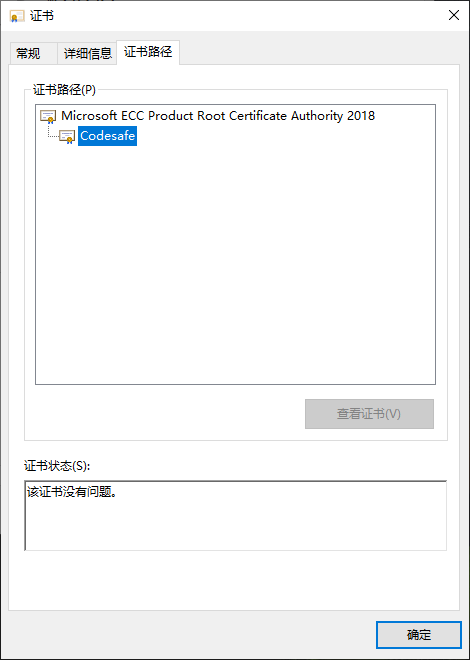 证书
常规
详细信息
证书路径
证书路径(P)
Microsoft ECC Product Root Certificate Authority 2018
Codesafe
查看证书(V)
证书状态(S):
该证书没有问题。
确定